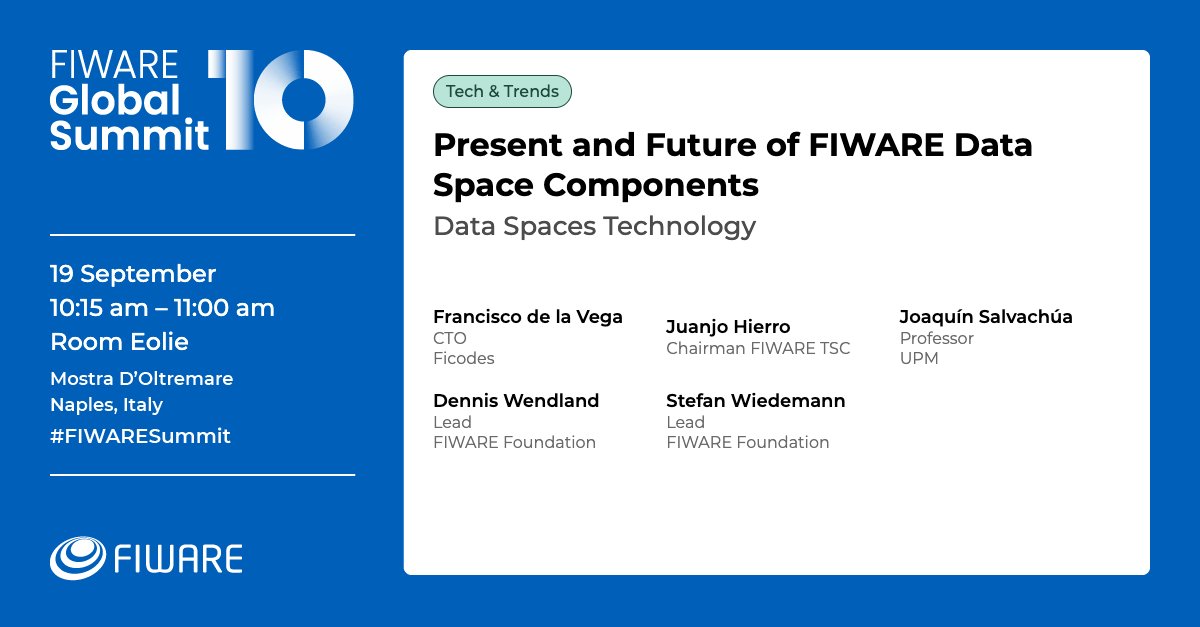 FIWARE
Global
Summit
10
19 September
10:15 am – 11:00 am
Room Eolie
Mostra D’Oltremare
Naples, Italy
#FIWARESummit
FIWARE
Tech & Trends
Present and Future of FIWARE Data
Space Components
Data Spaces Technology
Francisco de la Vega
CTO
Ficodes
Juanjo Hierro
Chairman FIWARE TSC
Joaquín Salvachúa
Professor
UPM
Dennis Wendland
Lead
FIWARE Foundation
Stefan Wiedemann
Lead
FIWARE Foundation